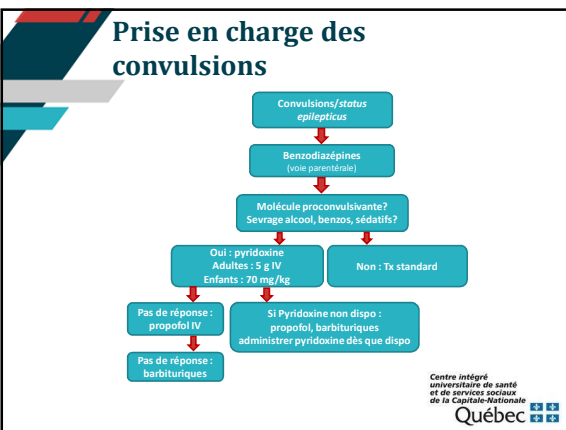 Prise en charge des
convulsions
Convulsions/status
epilepticus
Benzodiazépines
(voie parentérale)
Molécule proconvulsivante?
Sevrage alcool, benzos, sédatifs?
Oui : pyridoxine
Adultes : 5 g IV
Enfants : 70 mg/kg
Non : Tx standard
Pas de réponse :
propofol IV
Si Pyridoxine non dispo :
propofol, barbituriques
administrer pyridoxine dès que dispo
Pas de réponse :
barbituriques
Centre intégré
universitaire de santé
et de services sociaux
de la Capitale-Nationale
Québec